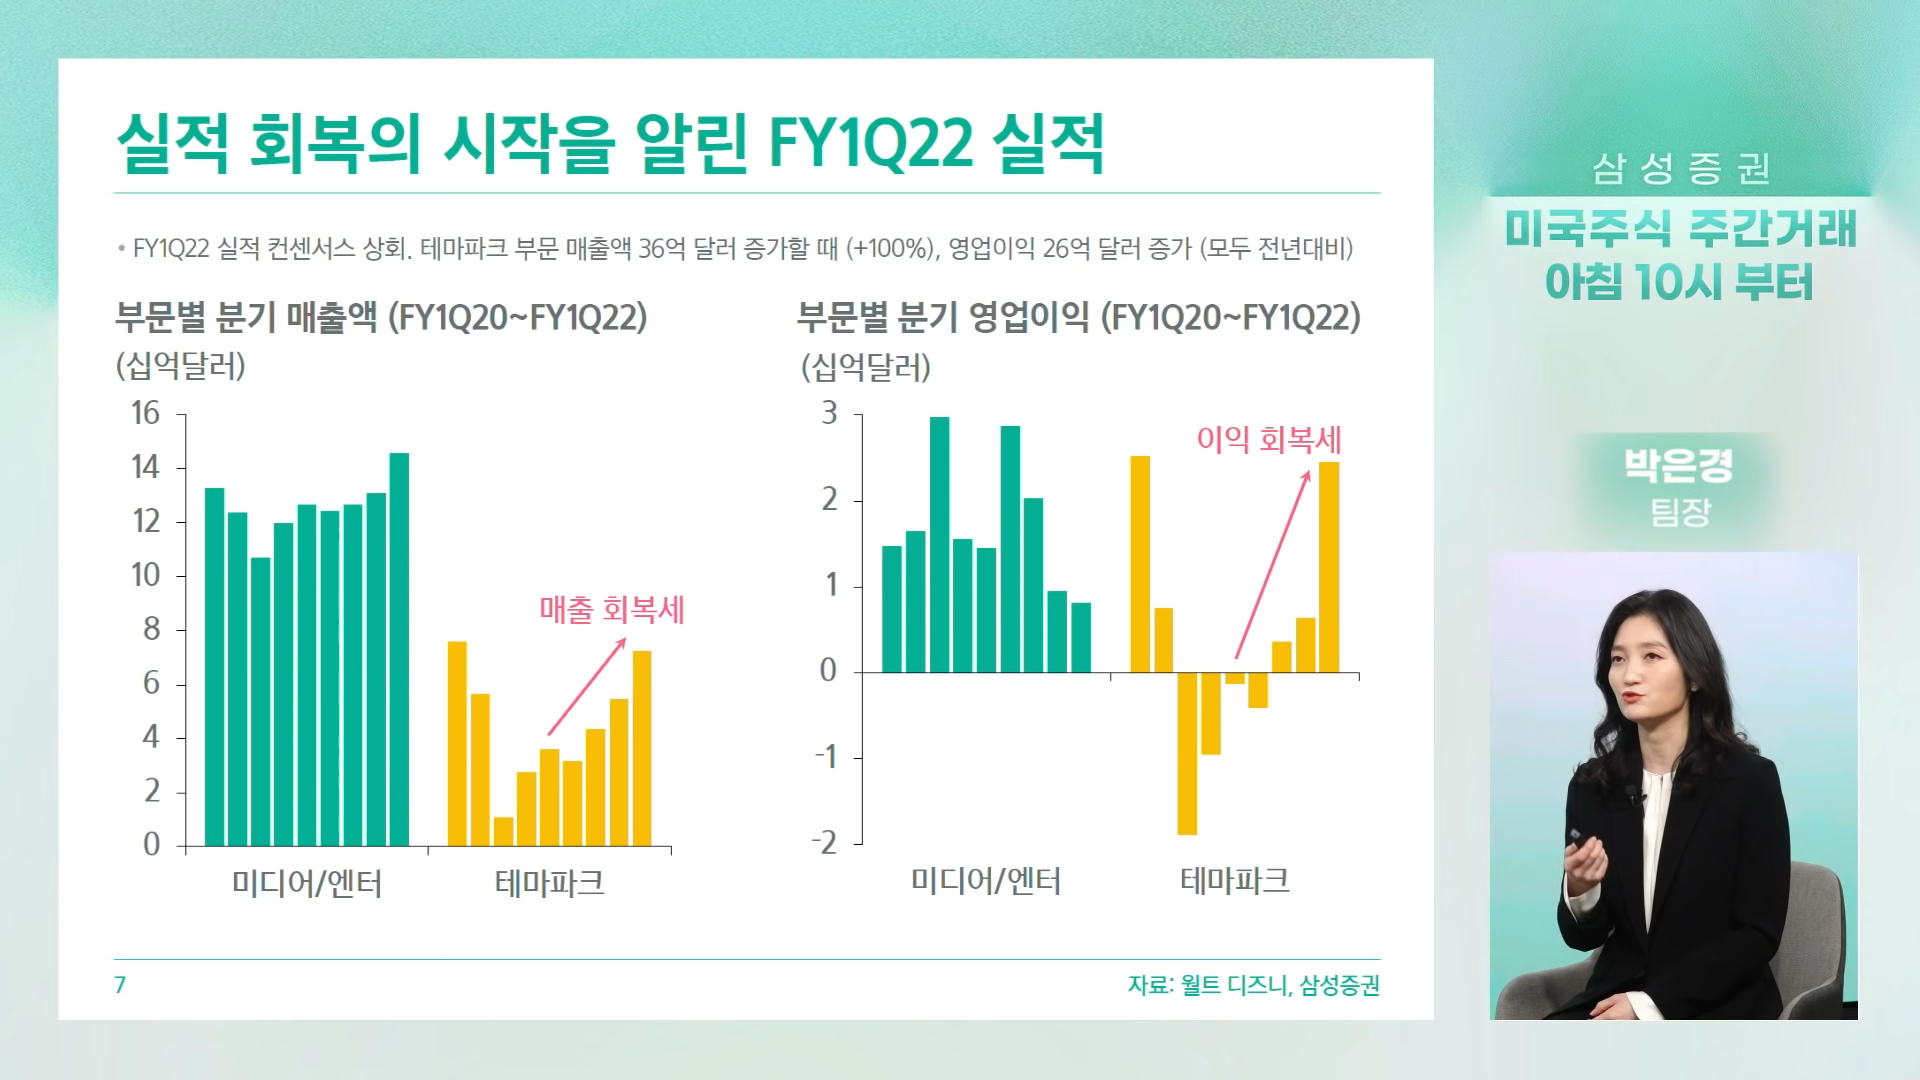 실적 회복의 시작을 알린 FY1Q22 실적
• FY1Q22 실적 컨센서스 상회. 테마파크 부문 매출액 36억 달러 증가할 때 (+100%), 영업이익 26억 달러 증가 (모두 전년대비)
부문별 분기 매출액 (FY1Q20~FY1Q22)
(십억달러)
16
14
12
10
8
6
4
2
0
매출 회복세
미디어/엔터
테마파크
부문별 분기 영업이익 (FY1Q20~FY1Q22)
(십억달러)
3
2
1
0
-1
-2
이익 회복세
미디어/엔터
테마파크
7
자료: 월트 디즈니, 삼성증권
삼성증권
미국주식 주간거래
아침 10시 부터
박은경
팀장